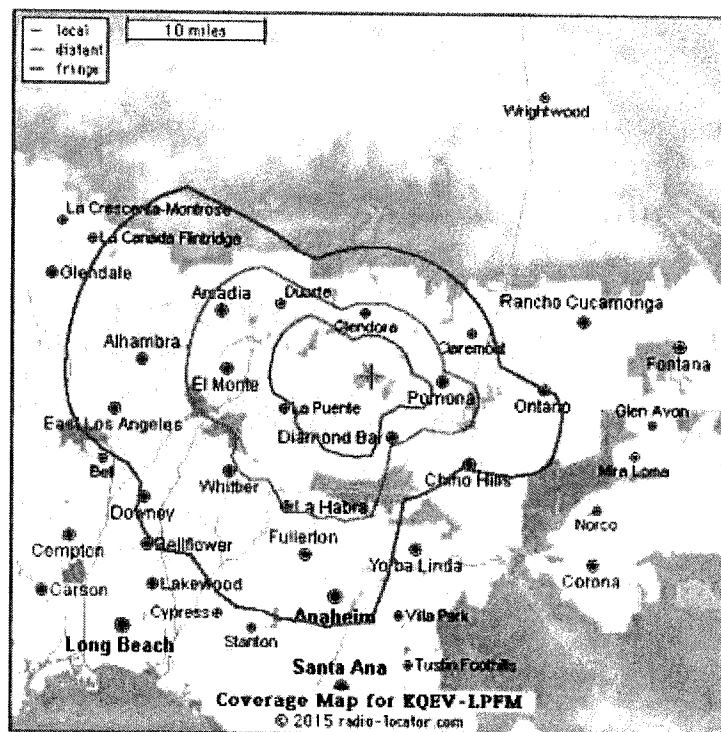 local
distant
fringe
10 miles
Wrightwood
La Crescenta-Montrose
La Canada Flintridge
Glendale
Arcadia
Duarte
Glendora
Rancho Cucamonga
Alhambra
Claremont
Fontana
El Monte
Pomona
Ontario
East Los Angeles
La Puente
Glen Avon
Diamond Bar
Bell
Whittier
Chino Hills
Mira Loma
Downey
La Habra
Norco
Compton
Bellflower
Fullerton
Yorba Linda
Corona
Carson
Lakewood
Anaheim
Cypress
Villa Park
Long Beach
Stanton
Santa Ana
Tustin Foothills
Coverage Map for KQEV-LPFM
© 2015 radio-locator.com